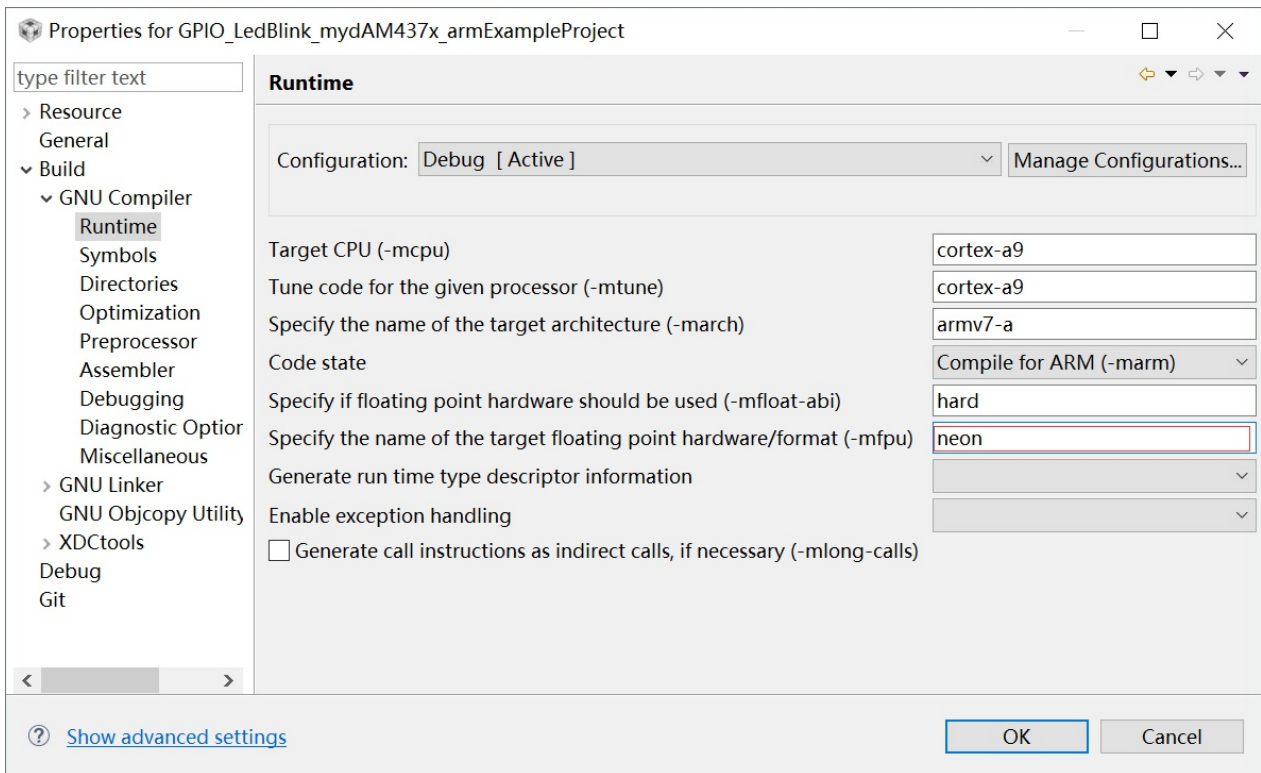 Properties for GPIO_LedBlink_mydAM437x_armExampleProject
type filter text
Resource
General
Build
GNU Compiler
Runtime
Symbols
Directories
Optimization
Preprocessor
Assembler
Debugging
Diagnostic Option
Miscellaneous
GNU Linker
GNU Objcopy Utility
XDCtools
Debug
Git
Runtime
Configuration: Debug [ Active ] Manage Configurations...
Target CPU (-mcpu) cortex-a9
Tune code for the given processor (-mtune) cortex-a9
Specify the name of the target architecture (-march) armv7-a
Code state Compile for ARM (-marm)
Specify if floating point hardware should be used (-mfloat-abi) hard
Specify the name of the target floating point hardware/format (-mfpu) neon
Generate run time type descriptor information
Enable exception handling
Generate call instructions as indirect calls, if necessary (-mlong-calls)
? Show advanced settings OK Cancel